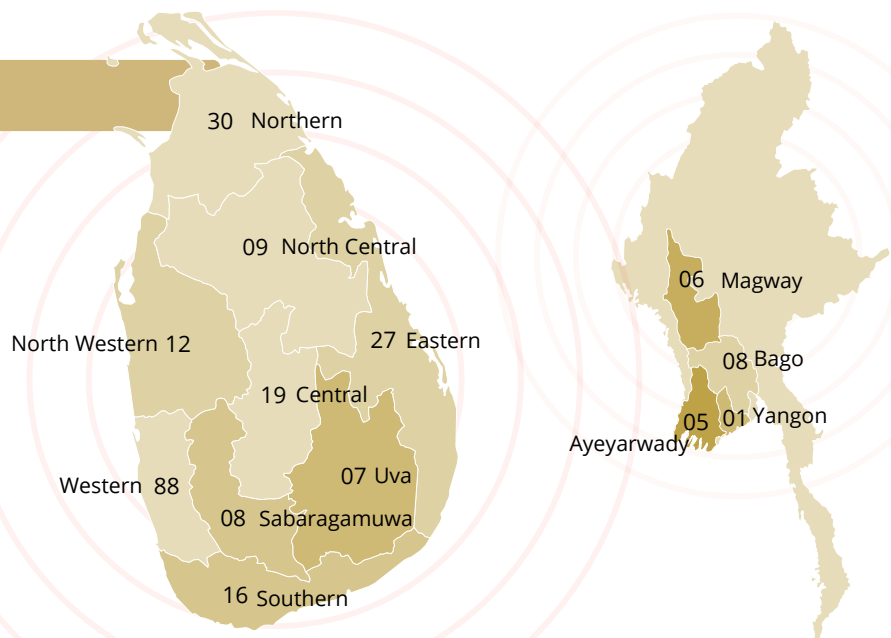 30 Northern
09 North Central
North Western 12
27 Eastern
19 Central
Western 88
07 Uva
08 Sabaragamuwa
16 Southern
06 Magway
08 Bago
05
01 Yangon
Ayeyarwady